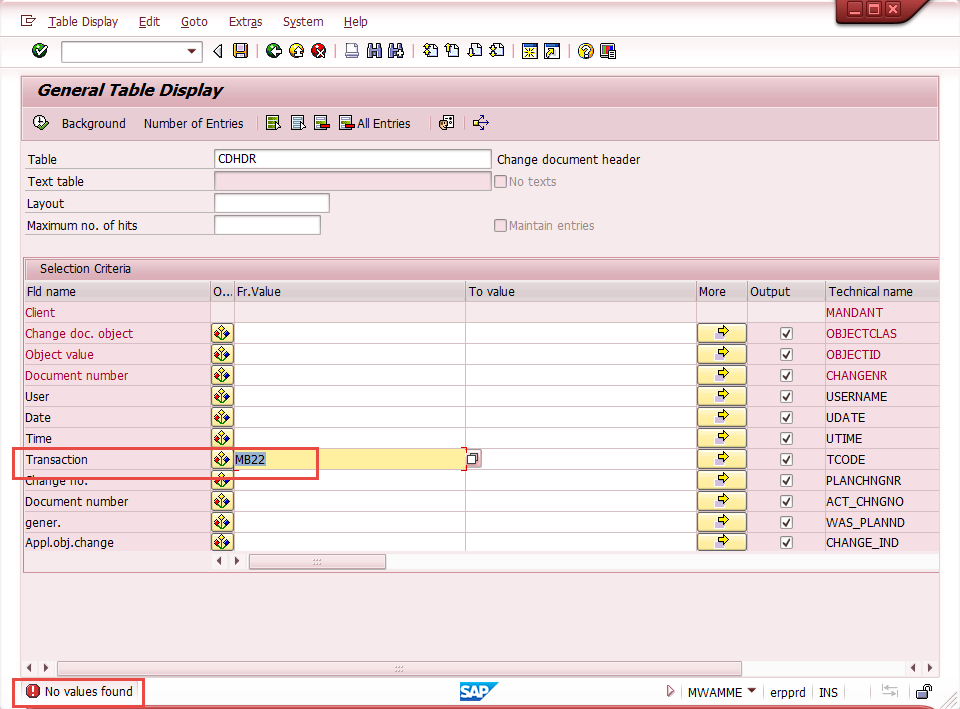 Table Display Edit Goto Extras System Help
General Table Display
Background Number of Entries All Entries
Table CDHDR Change document header
Text table No texts
Layout
Maximum no. of hits Maintain entries
Selection Criteria
Fld name O... Fr.Value To value More Output Technical name
Client MANDANT
Change doc. object OBJECTCLAS
Object value OBJECTID
Document number CHANGENR
User USERNAME
Date UDATE
Time UTIME
Transaction MB22 TCODE
Change no. PLANCHNGNR
Document number ACT_CHNGNO
gener. WAS_PLANND
Appl.obj.change CHANGE_IND
No values found SAP MWAMME erpprd INS